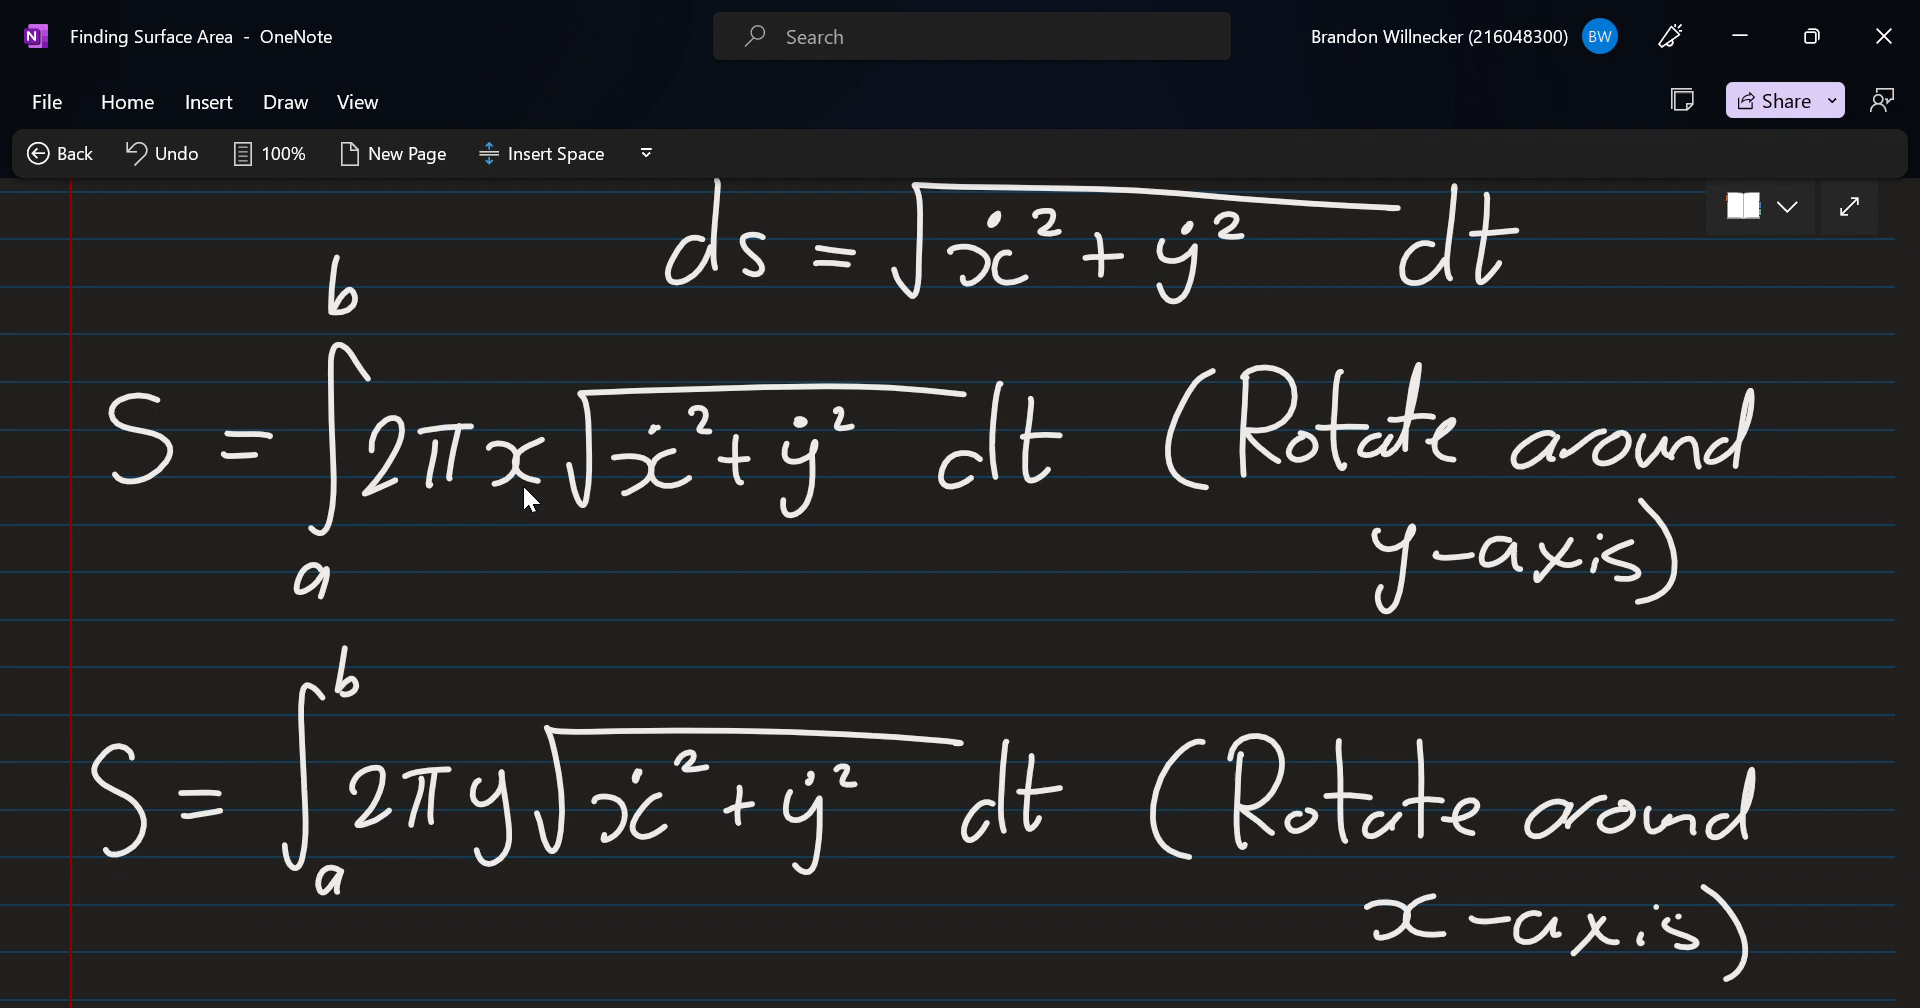 Finding Surface Area - OneNote
Search
Brandon Willnecker (216048300) BW
File Home Insert Draw View
Share
Back Undo 100% New Page Insert Space
ds = √(ẋ² + ẏ²) dt
S = ∫ₐᵇ 2πx√(ẋ² + ẏ²) dt (Rotate around
y-axis)
S = ∫ₐᵇ 2πy√(ẋ² + ẏ²) dt (Rotate around
x-axis)